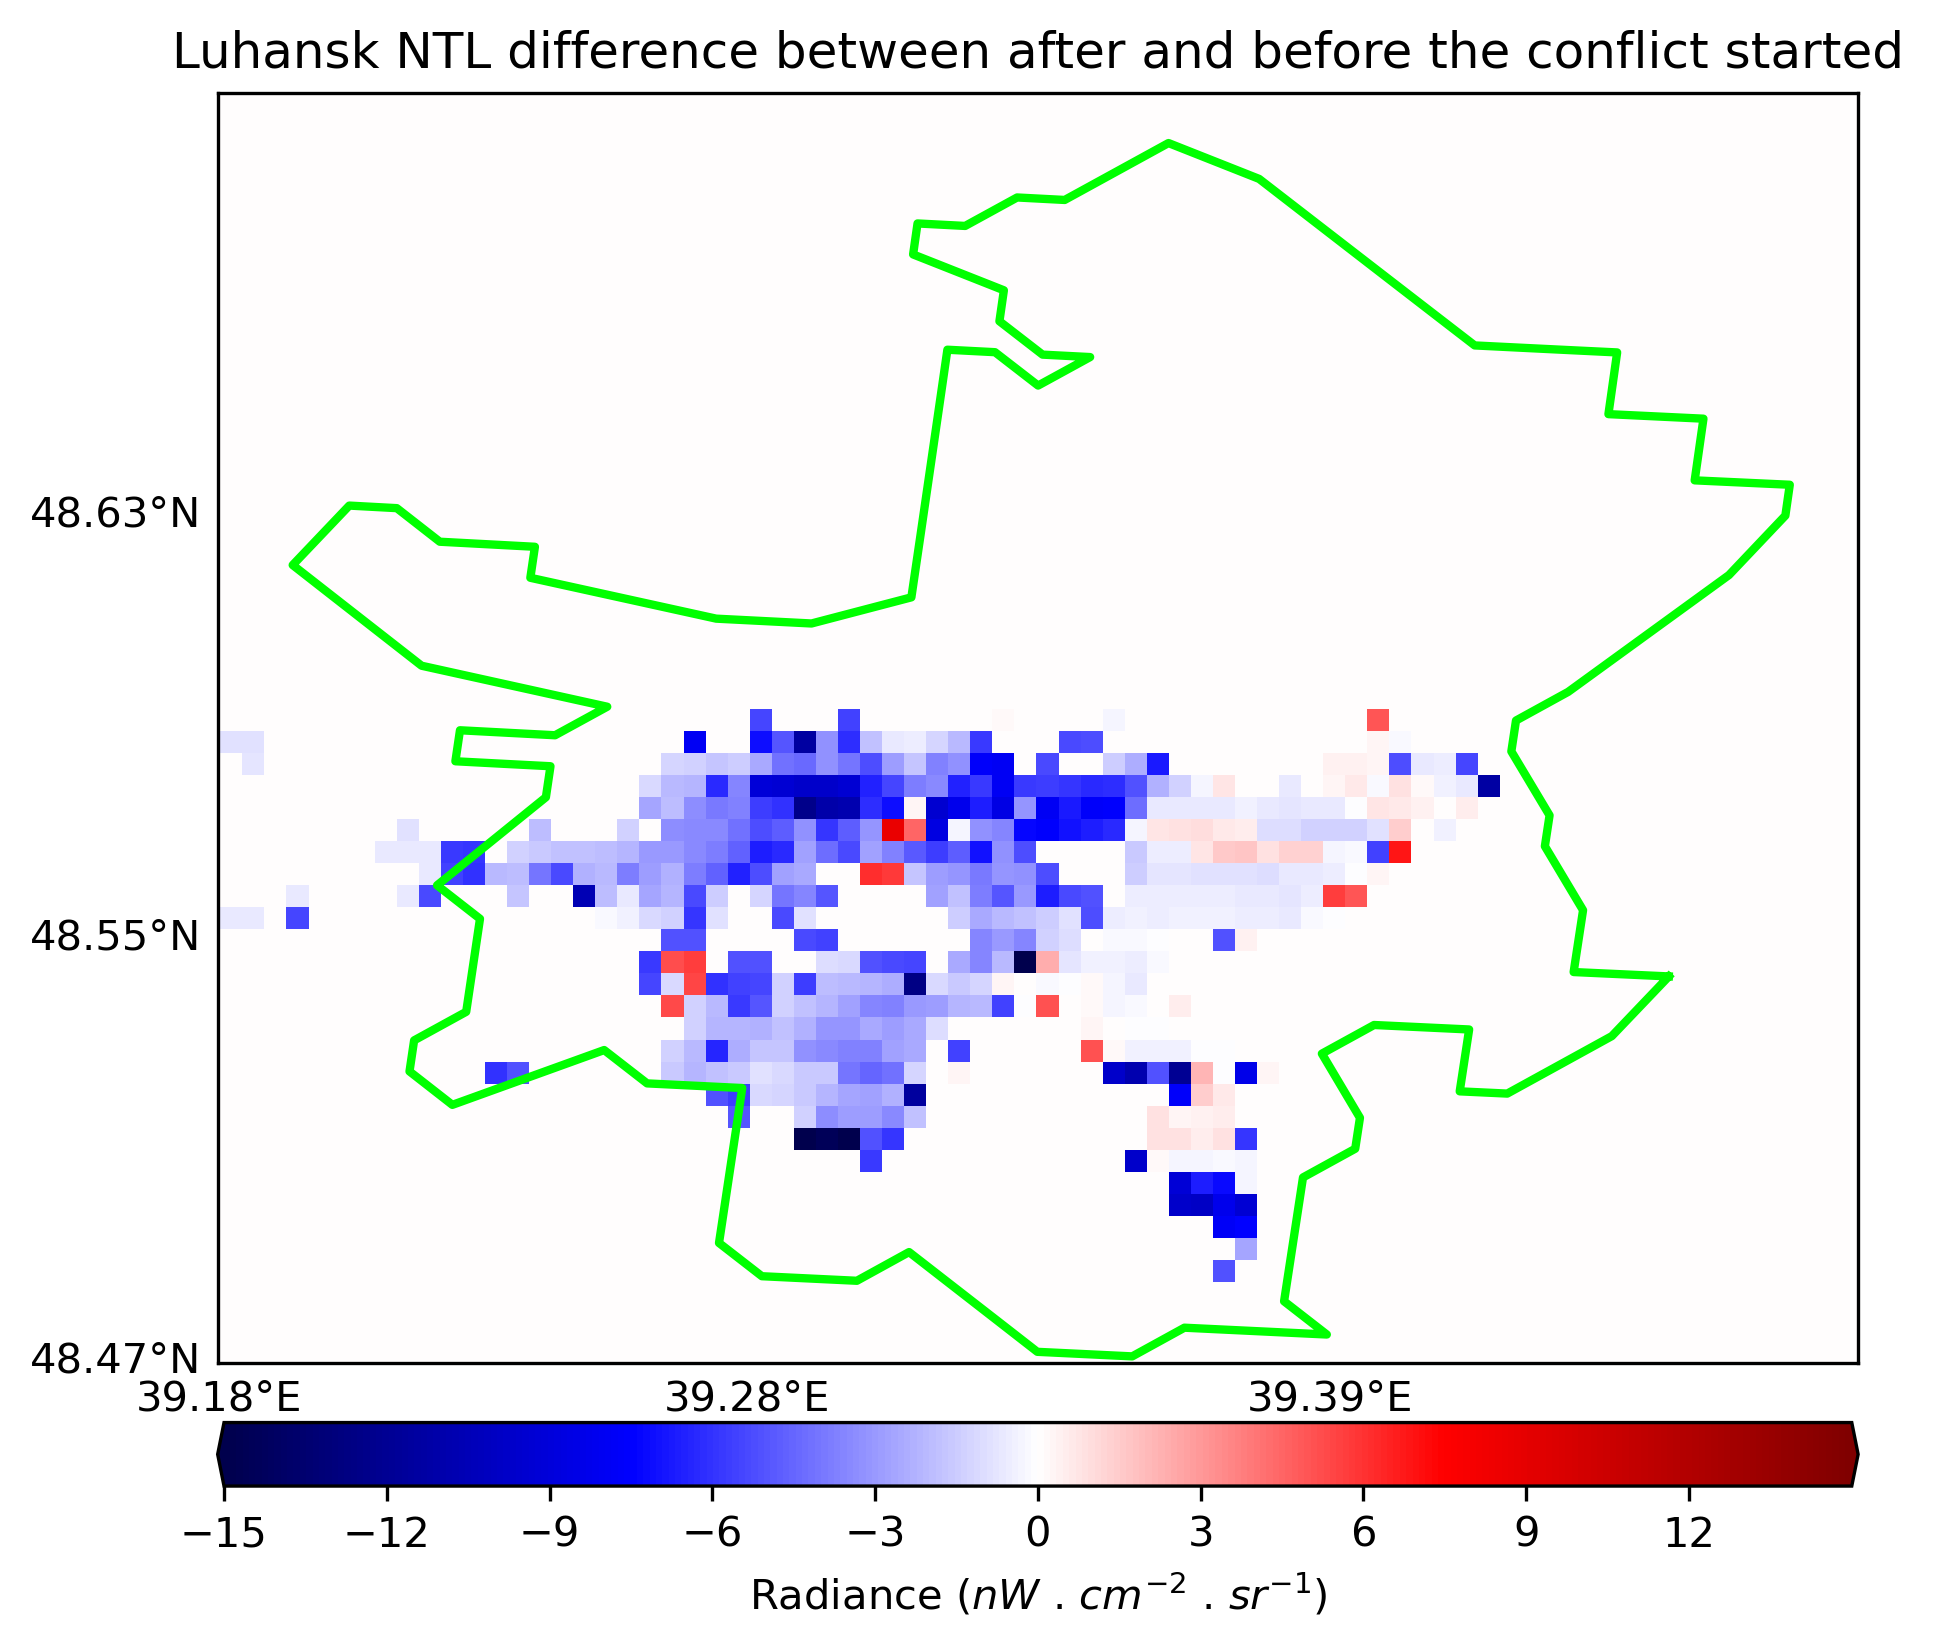 Luhansk NTL difference between after and before the conflict started
48.63°N
48.55°N
48.47°N
39.18°E 39.28°E 39.39°E
−15 −12 −9 −6 −3 0 3 6 9 12
Radiance (nW . cm⁻² . sr⁻¹)